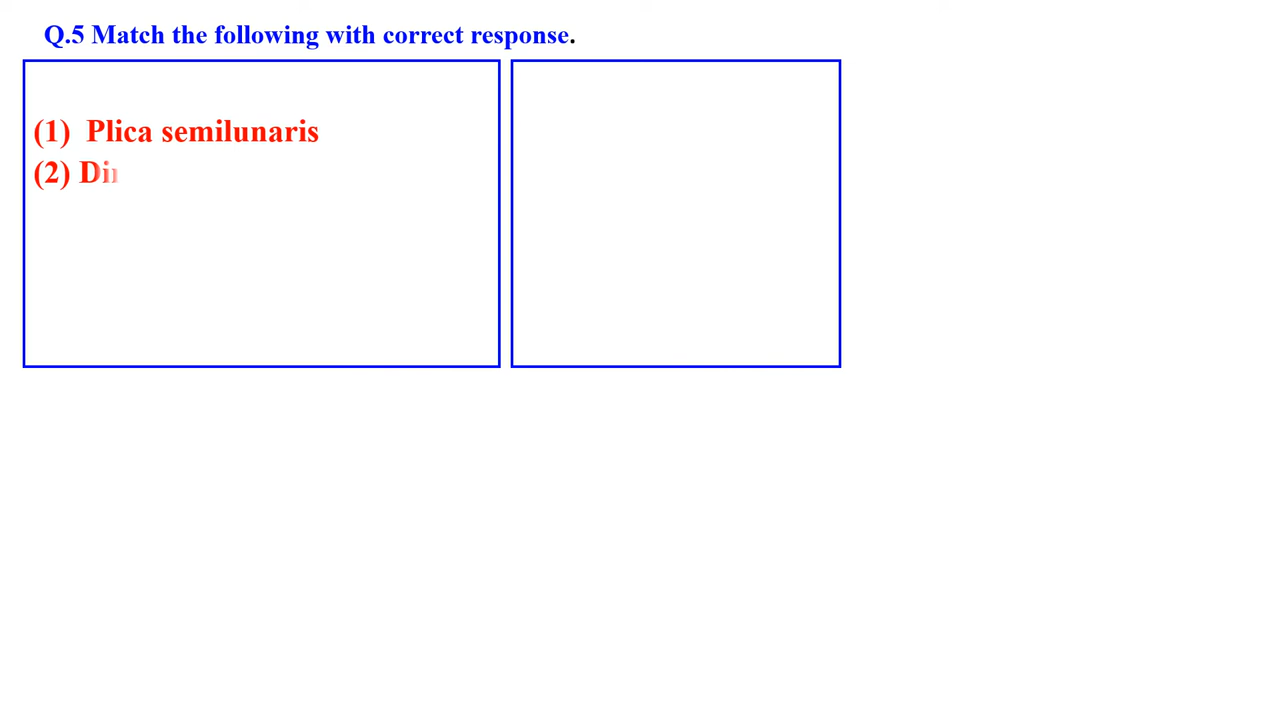 Q.5 Match the following with correct response.
(1) Plica semilunaris
(2)